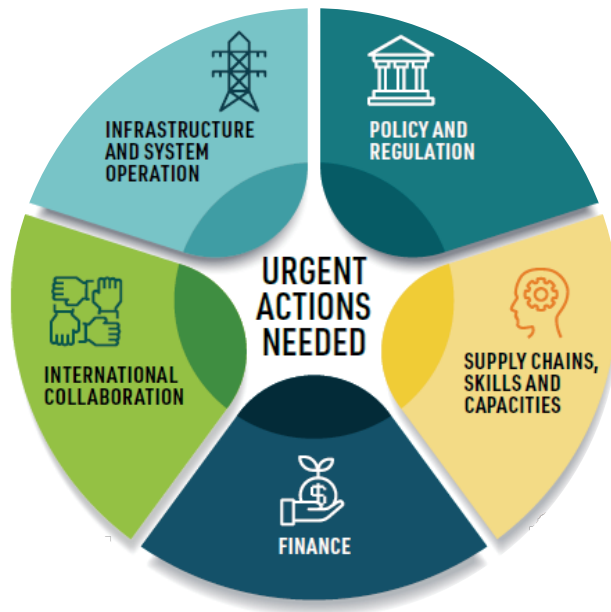 INFRASTRUCTURE
AND SYSTEM
OPERATION
POLICY AND
REGULATION
URGENT
ACTIONS
NEEDED
INTERNATIONAL
COLLABORATION
SUPPLY CHAINS,
SKILLS AND
CAPACITIES
$
FINANCE